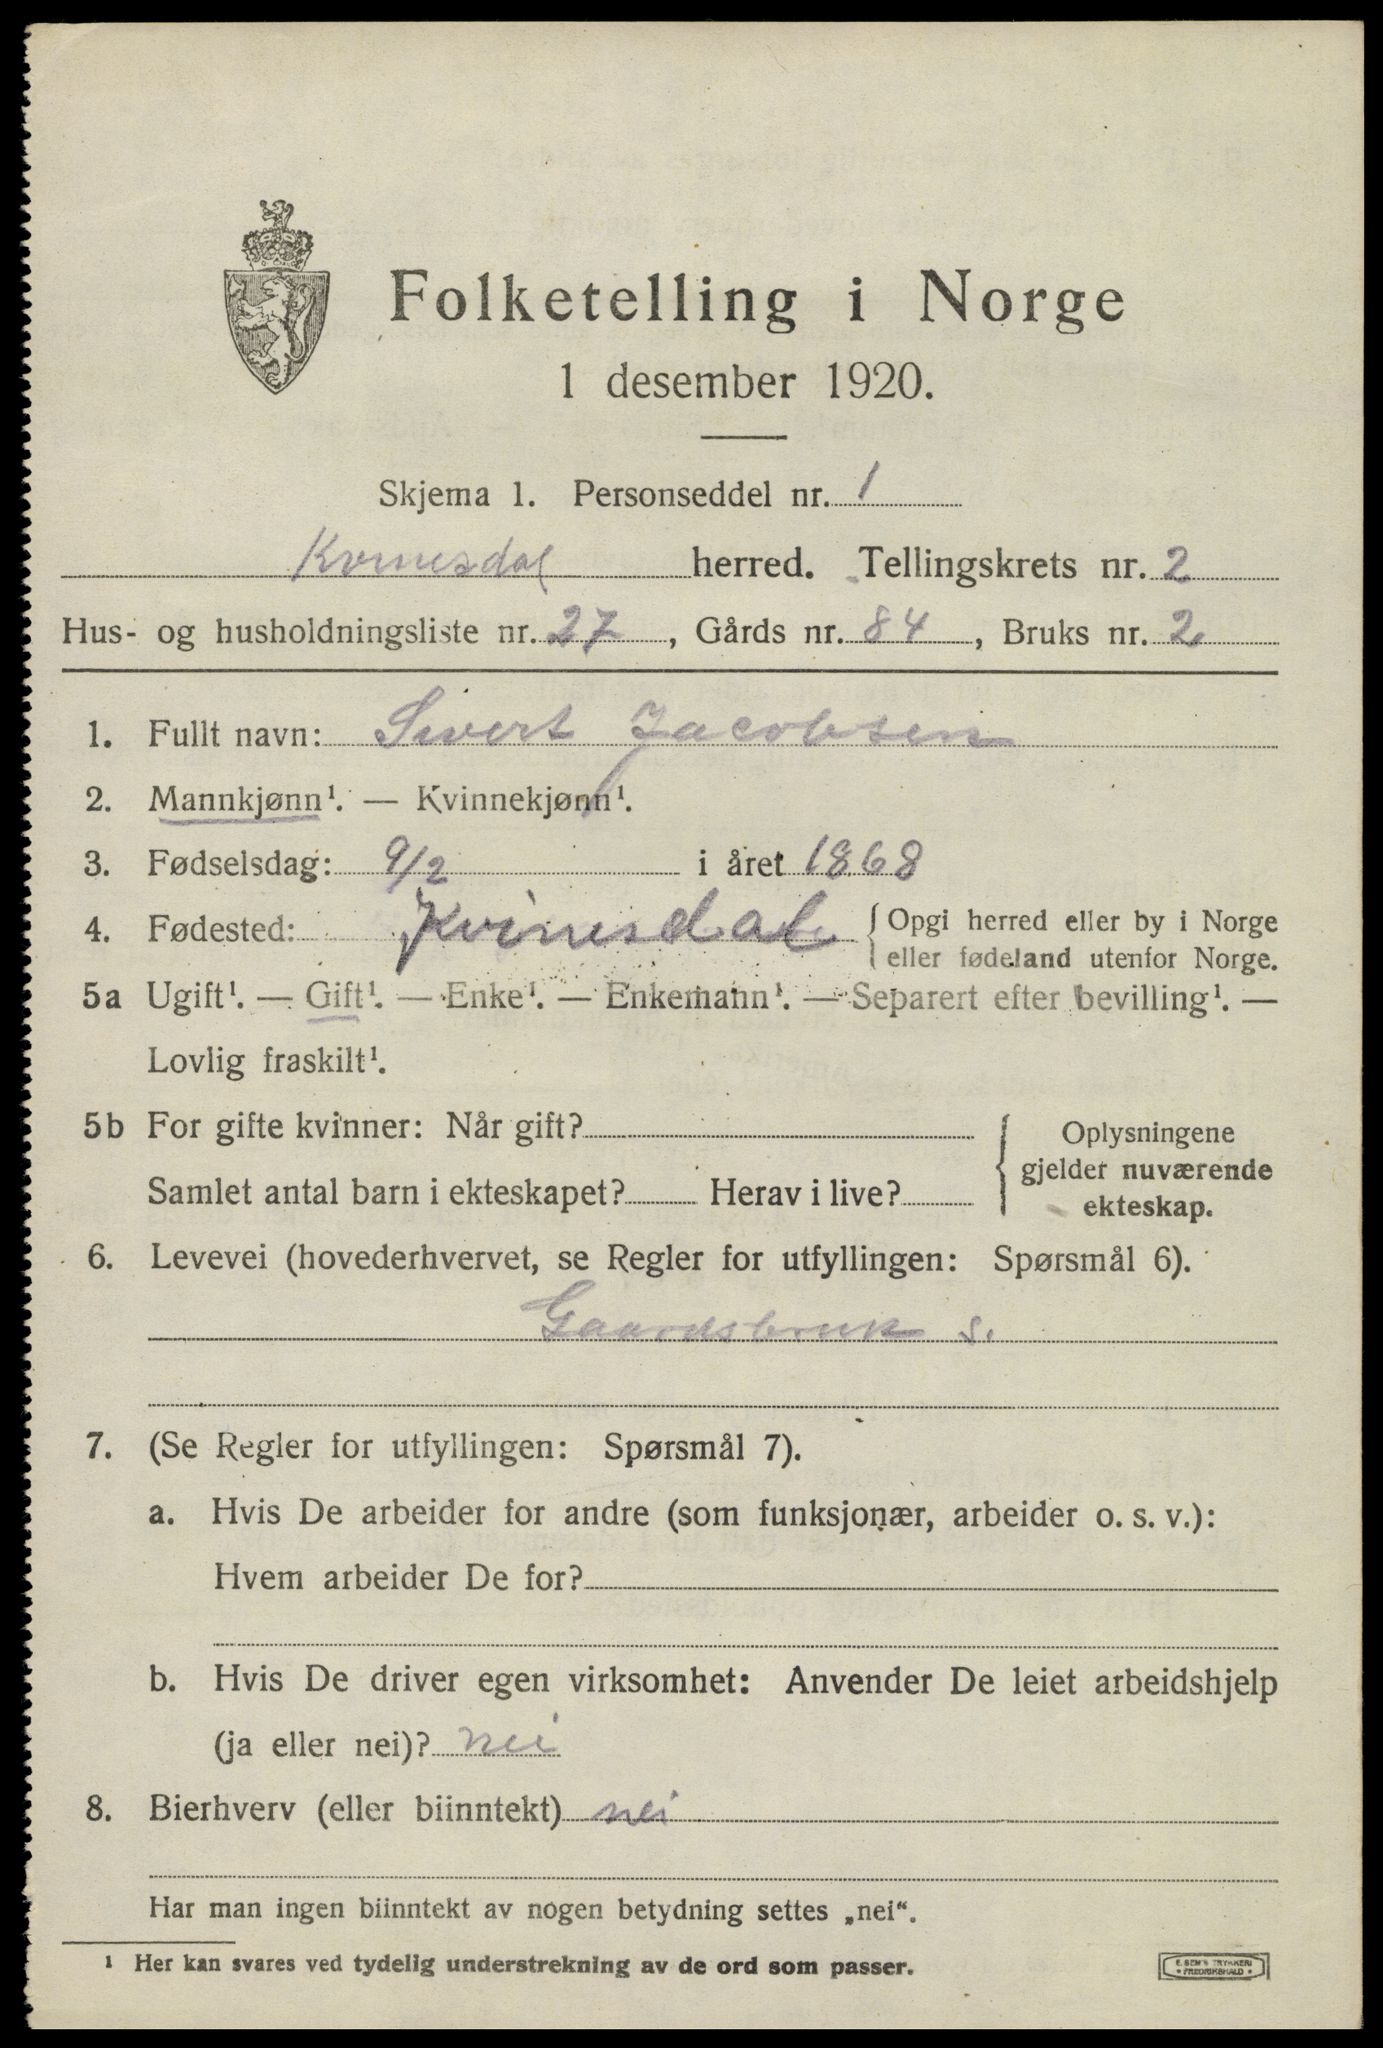 Folketelling i Norge
1 desember 1920.
Skjema 1. Personseddel nr. 1
Kvinesdal herred. Tellingskrets nr. 2
Hus- og husholdningsliste nr. 27, Gårds nr. 84, Bruks nr. 2
1. Fullt navn: Sivert Jacobsen
2. Mannkjønn¹. — Kvinnekjønn¹.
3. Fødselsdag: 9/2 i året 1868
4. Fødested: Kvinesdal { Opgi herred eller by i Norge
eller fødeland utenfor Norge.
5a Ugift¹. — Gift¹. — Enke¹. — Enkemann¹. — Separert efter bevilling¹. —
Lovlig fraskilt¹.
5b For gifte kvinner: Når gift?
Samlet antal barn i ekteskapet? Herav i live?
Oplysningene
gjelder nuværende
ekteskap.
6. Levevei (hovederhvervet, se Regler for utfyllingen: Spørsmål 6).
Gaardsbruk s.
7. (Se Regler for utfyllingen: Spørsmål 7).
a. Hvis De arbeider for andre (som funksjonær, arbeider o. s. v.):
Hvem arbeider De for?
b. Hvis De driver egen virksomhet: Anvender De leiet arbeidshjelp
(ja eller nei)? nei
8. Bierhverv (eller biinntekt) nei
Har man ingen biinntekt av nogen betydning settes „nei“.
¹ Her kan svares ved tydelig understrekning av de ord som passer.
E. SEM'S TRYKKERI
• FREDRIKSHALD •